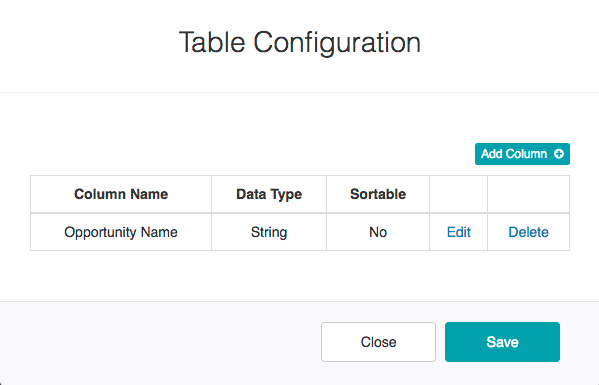 Table Configuration
Add Column
Column Name Data Type Sortable
Opportunity Name String No Edit Delete
Close Save